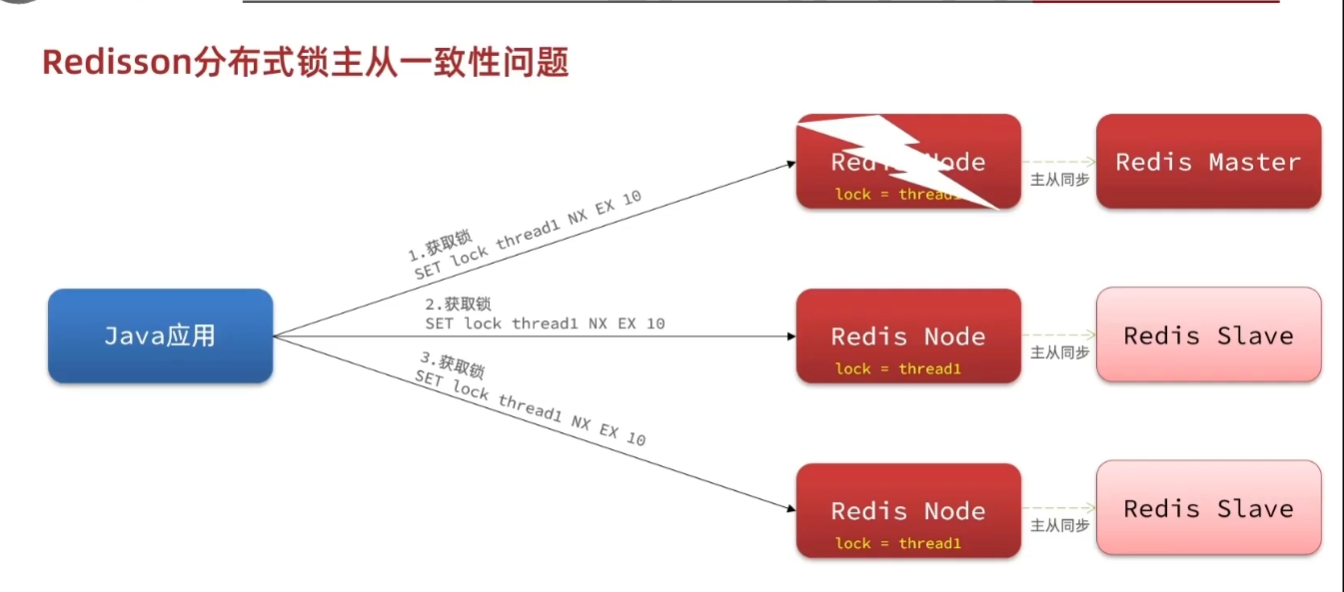 Redisson分布式锁主从一致性问题
1.获取锁
SET lock thread1 NX EX 10
2.获取锁
SET lock thread1 NX EX 10
3.获取锁
SET lock thread1 NX EX 10
Java应用
Redis Node
lock = thread1
主从同步
Redis Master
Redis Node
lock = thread1
主从同步
Redis Slave
Redis Node
lock = thread1
主从同步
Redis Slave